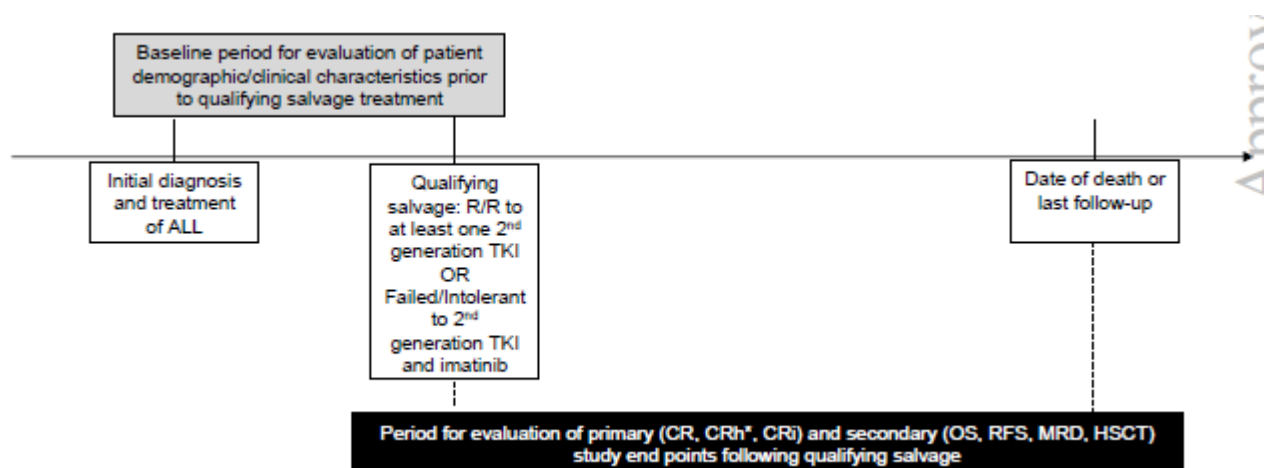 Baseline period for evaluation of patient
demographic/clinical characteristics prior
to qualifying salvage treatment
Initial diagnosis
and treatment
of ALL
Qualifying
salvage: R/R to
at least one 2nd
generation TKI
OR
Failed/Intolerant
to 2nd
generation TKI
and imatinib
Date of death or
last follow-up
Period for evaluation of primary (CR, CRh*, CRi) and secondary (OS, RFS, MRD, HSCT)
study end points following qualifying salvage